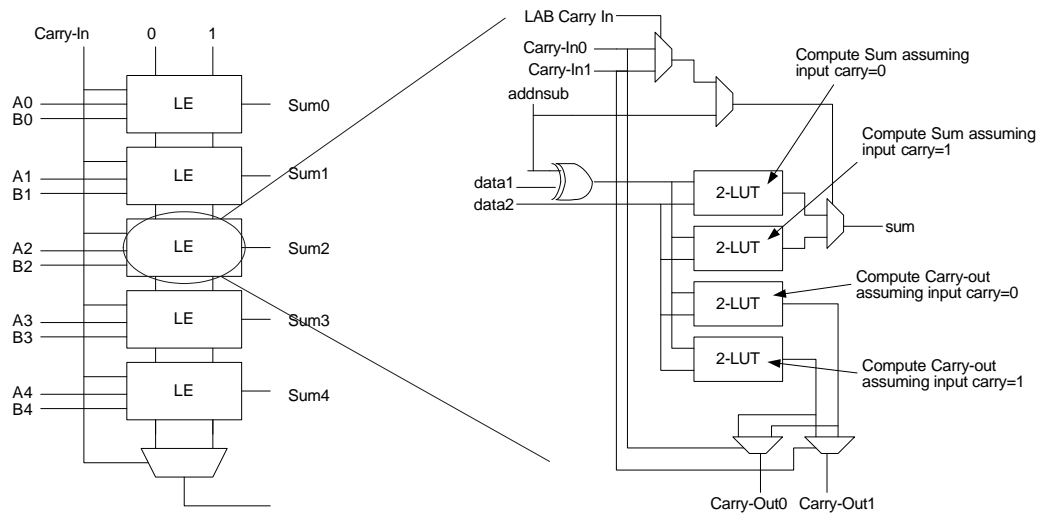 Carry-In
0
1
A0
B0
LE
Sum0
A1
B1
LE
Sum1
A2
B2
LE
Sum2
A3
B3
LE
Sum3
A4
B4
LE
Sum4
LAB Carry In
Carry-In0
Carry-In1
addnsub
data1
data2
2-LUT
2-LUT
2-LUT
2-LUT
Compute Sum assuming
input carry=0
Compute Sum assuming
input carry=1
sum
Compute Carry-out
assuming input carry=0
Compute Carry-out
assuming input carry=1
Carry-Out0
Carry-Out1